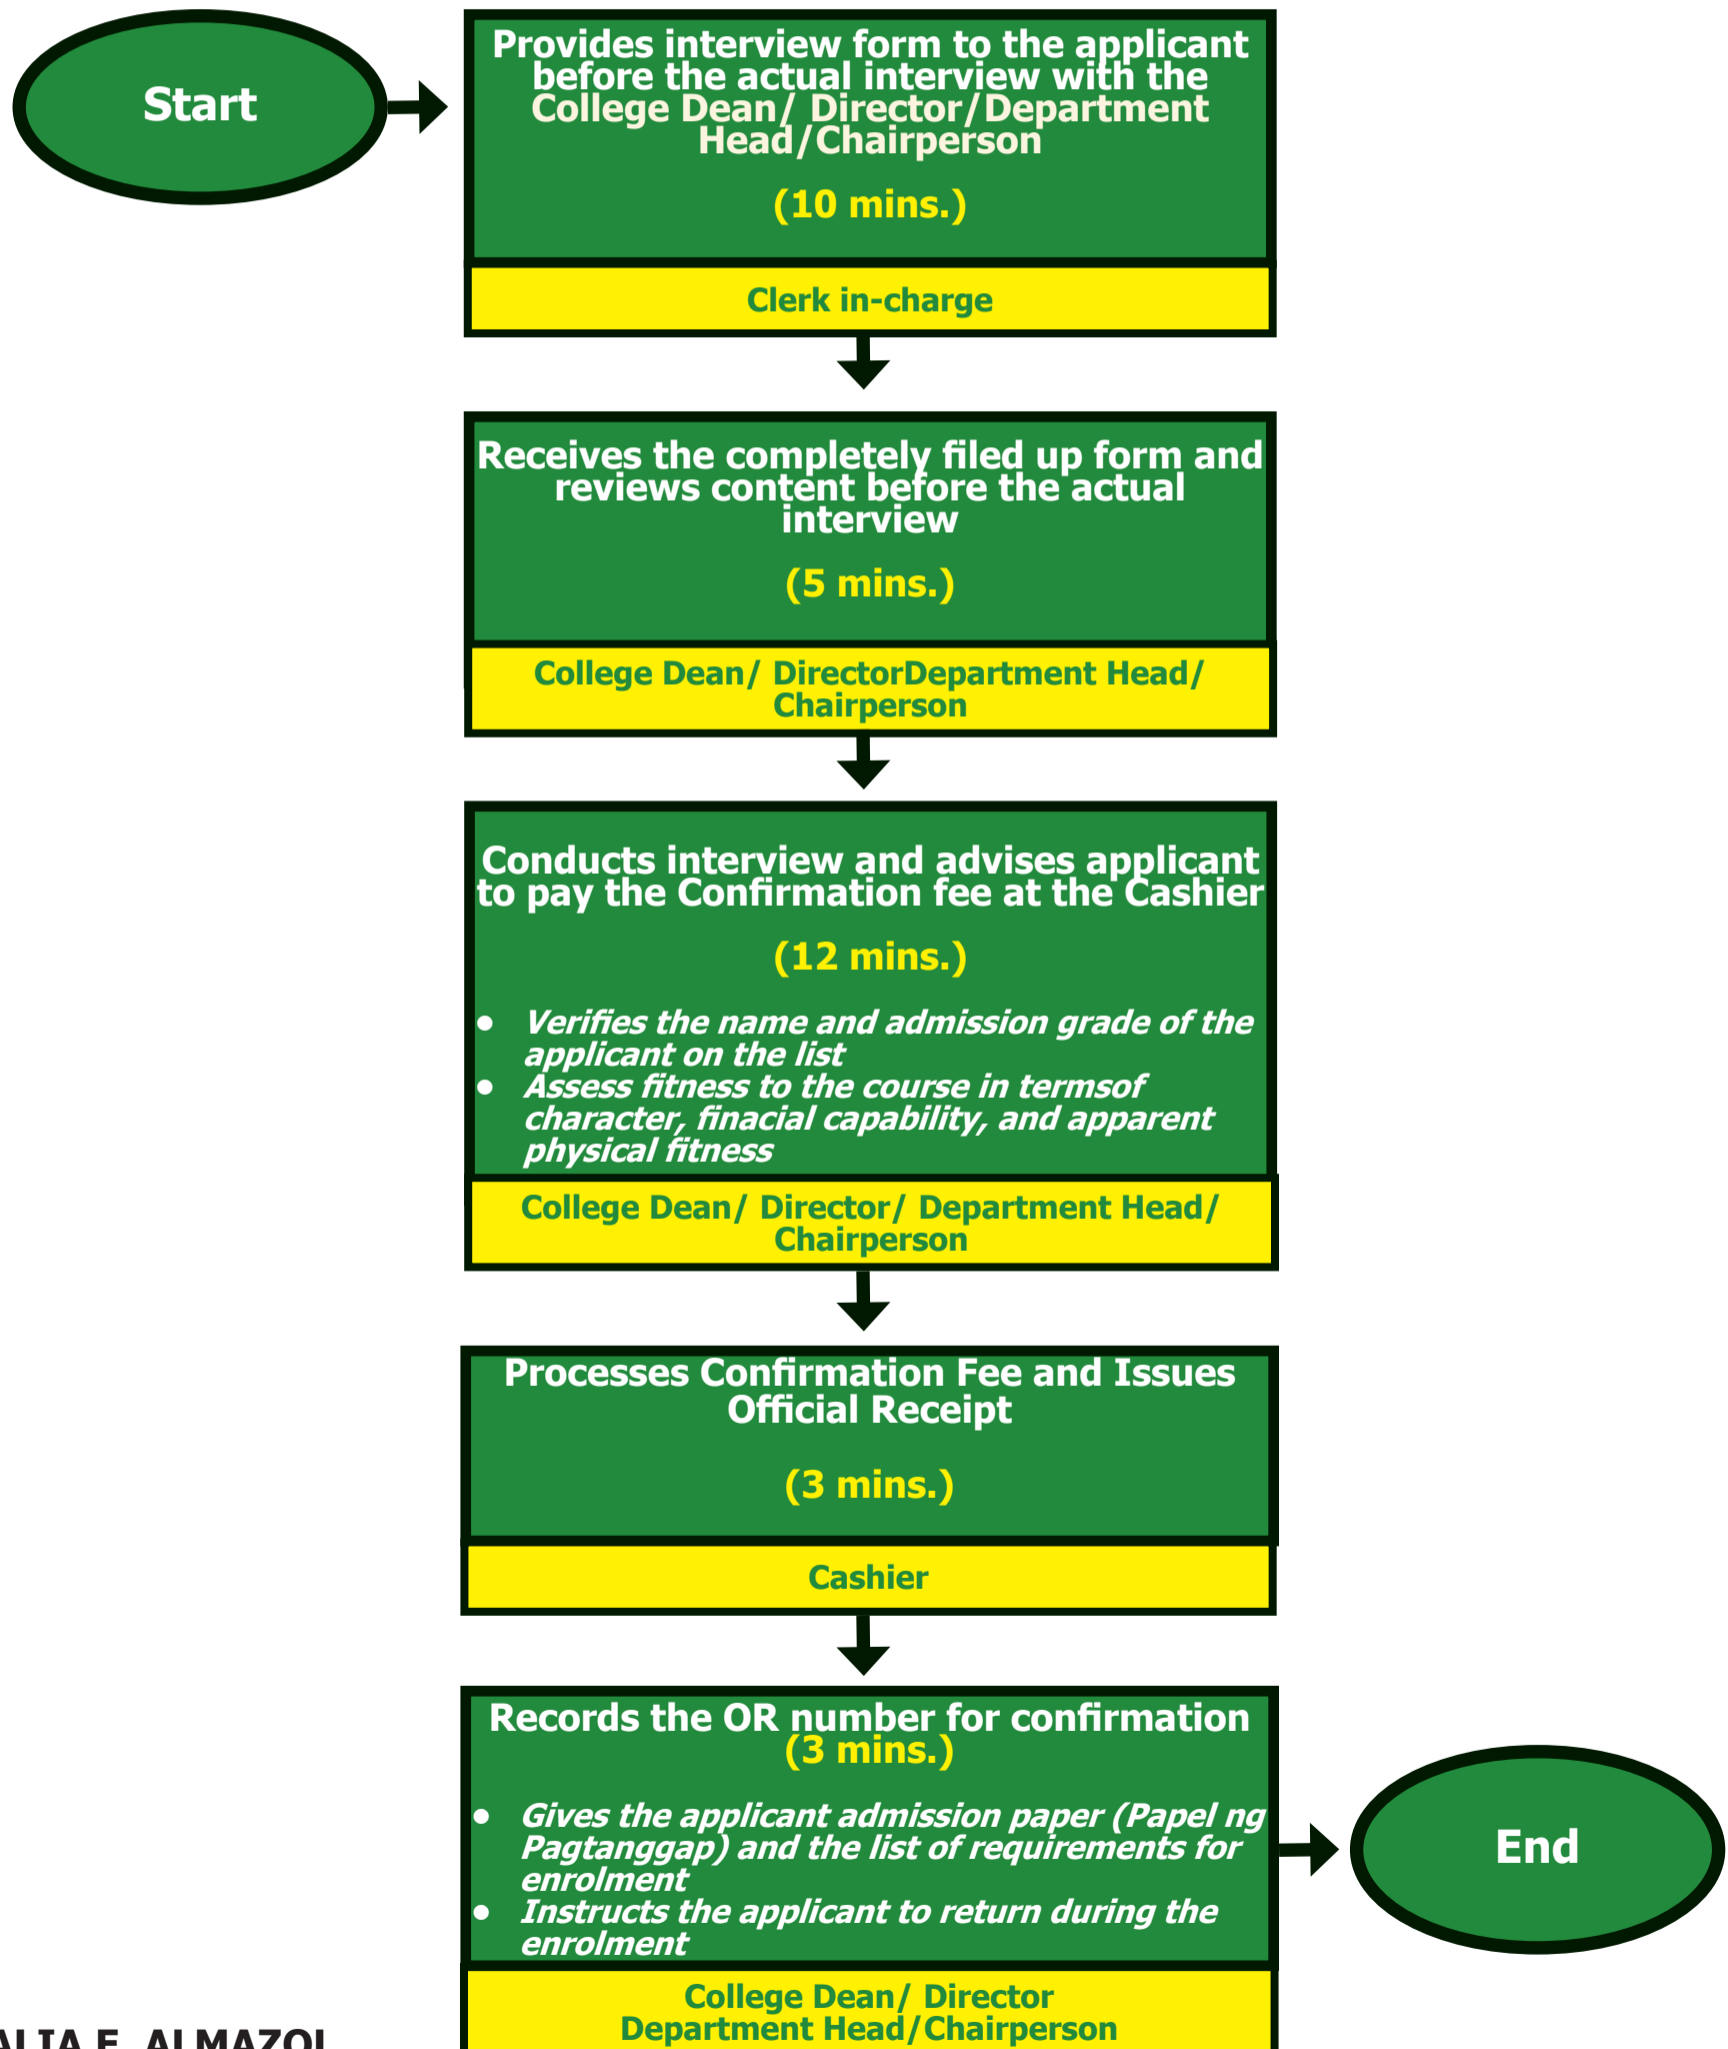 Start
Provides interview form to the applicant
before the actual interview with the
College Dean/ Director/Department
Head/Chairperson
(10 mins.)
Clerk in-charge
Receives the completely filed up form and
reviews content before the actual
interview
(5 mins.)
College Dean/ DirectorDepartment Head/
Chairperson
Conducts interview and advises applicant
to pay the Confirmation fee at the Cashier
(12 mins.)
● Verifies the name and admission grade of the
applicant on the list
● Assess fitness to the course in termsof
character, finacial capability, and apparent
physical fitness
College Dean/ Director/ Department Head/
Chairperson
Processes Confirmation Fee and Issues
Official Receipt
(3 mins.)
Cashier
Records the OR number for confirmation
(3 mins.)
● Gives the applicant admission paper (Papel ng
Pagtanggap) and the list of requirements for
enrolment
● Instructs the applicant to return during the
enrolment
End
College Dean/ Director
Department Head/Chairperson